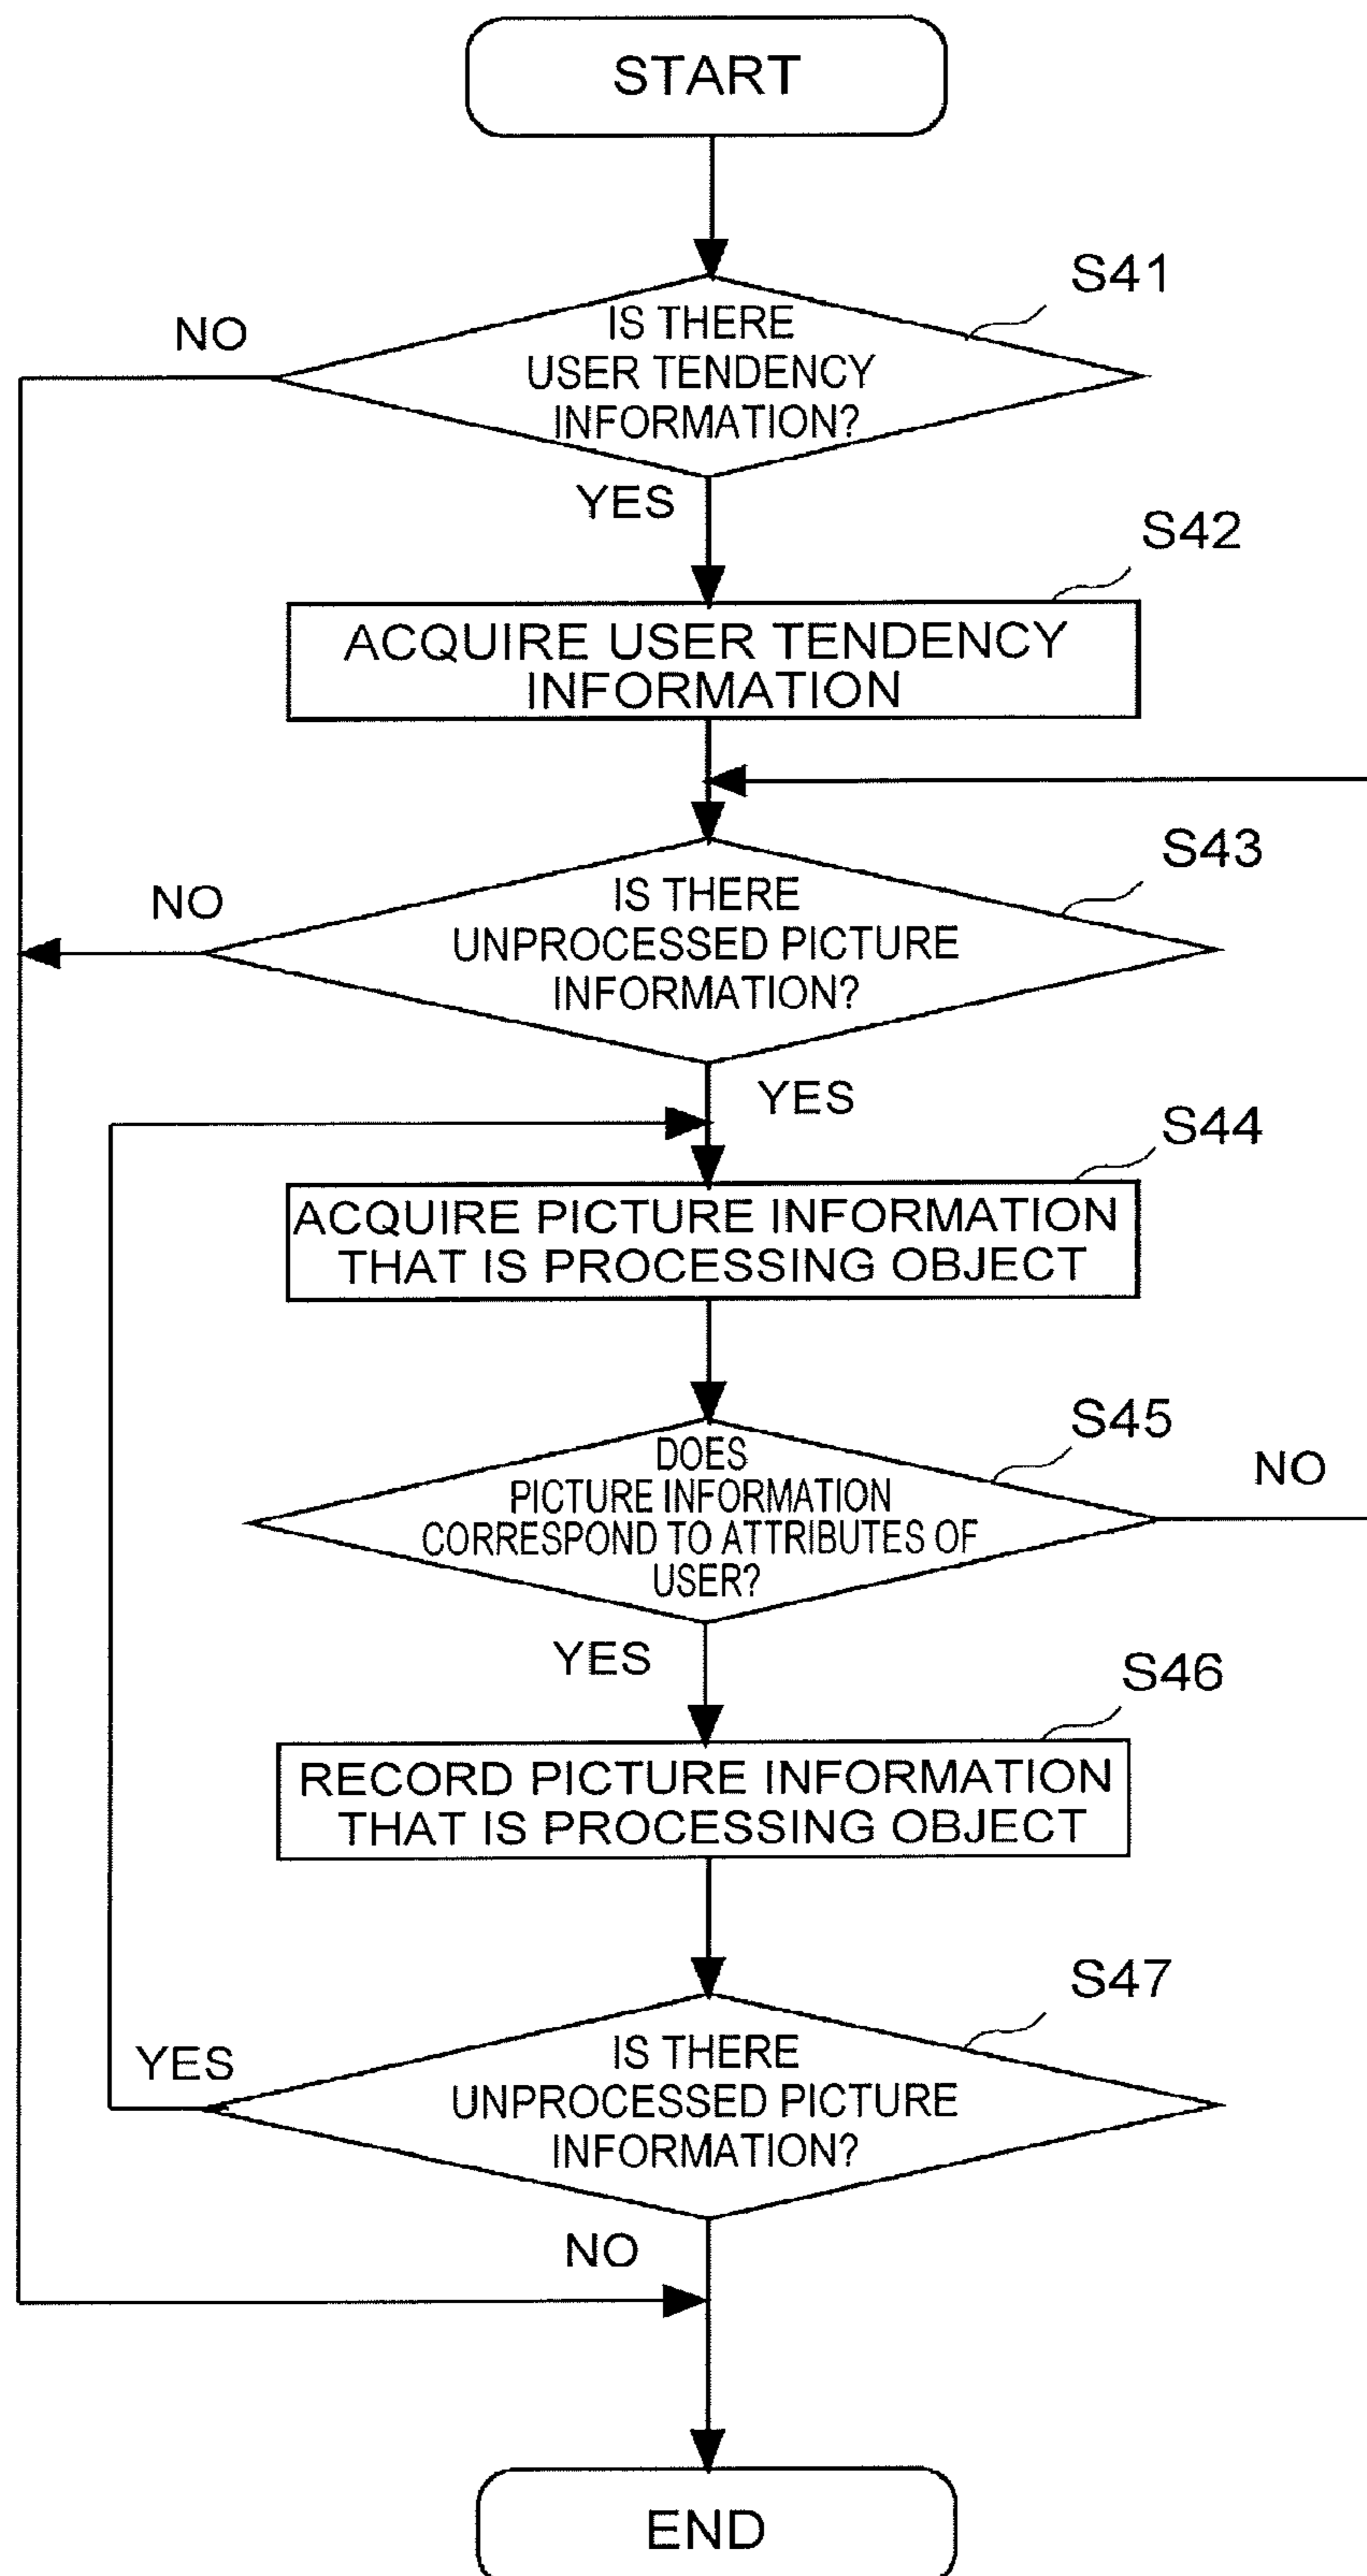 START
S41
NO
IS THERE
USER TENDENCY
INFORMATION?
YES
S42
ACQUIRE USER TENDENCY
INFORMATION
S43
NO
IS THERE
UNPROCESSED PICTURE
INFORMATION?
YES
S44
ACQUIRE PICTURE INFORMATION
THAT IS PROCESSING OBJECT
S45
NO
DOES
PICTURE INFORMATION
CORRESPOND TO ATTRIBUTES OF
USER?
YES
S46
RECORD PICTURE INFORMATION
THAT IS PROCESSING OBJECT
S47
YES
IS THERE
UNPROCESSED PICTURE
INFORMATION?
NO
END